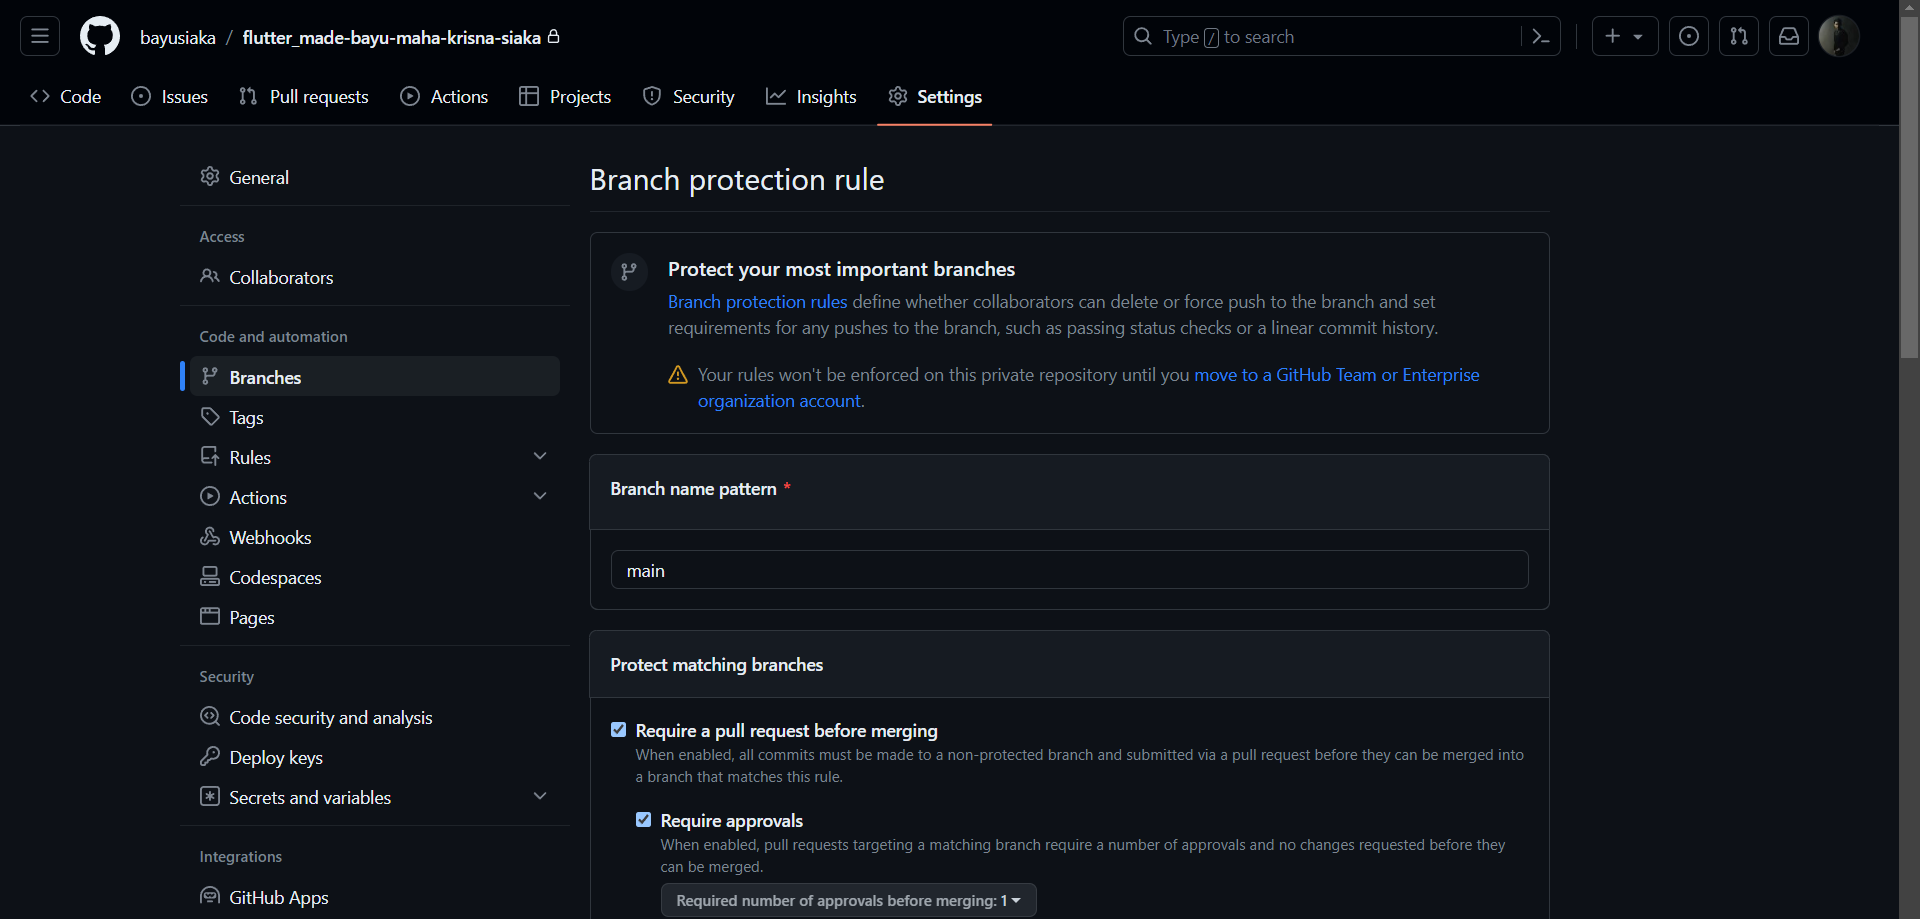 bayusiaka / flutter_made-bayu-maha-krisna-siaka
Type / to search
Code
Issues
Pull requests
Actions
Projects
Security
Insights
Settings
General
Access
Collaborators
Code and automation
Branches
Tags
Rules
Actions
Webhooks
Codespaces
Pages
Security
Code security and analysis
Deploy keys
Secrets and variables
Integrations
GitHub Apps
Branch protection rule
Protect your most important branches
Branch protection rules define whether collaborators can delete or force push to the branch and set
requirements for any pushes to the branch, such as passing status checks or a linear commit history.
Your rules won't be enforced on this private repository until you move to a GitHub Team or Enterprise
organization account.
Branch name pattern *
main
Protect matching branches
Require a pull request before merging
When enabled, all commits must be made to a non-protected branch and submitted via a pull request before they can be merged into
a branch that matches this rule.
Require approvals
When enabled, pull requests targeting a matching branch require a number of approvals and no changes requested before they
can be merged.
Required number of approvals before merging: 1